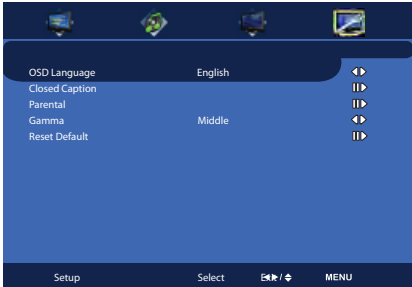 OSD Language English
Closed Caption
Parental
Gamma Middle
Reset Default
Setup Select MENU